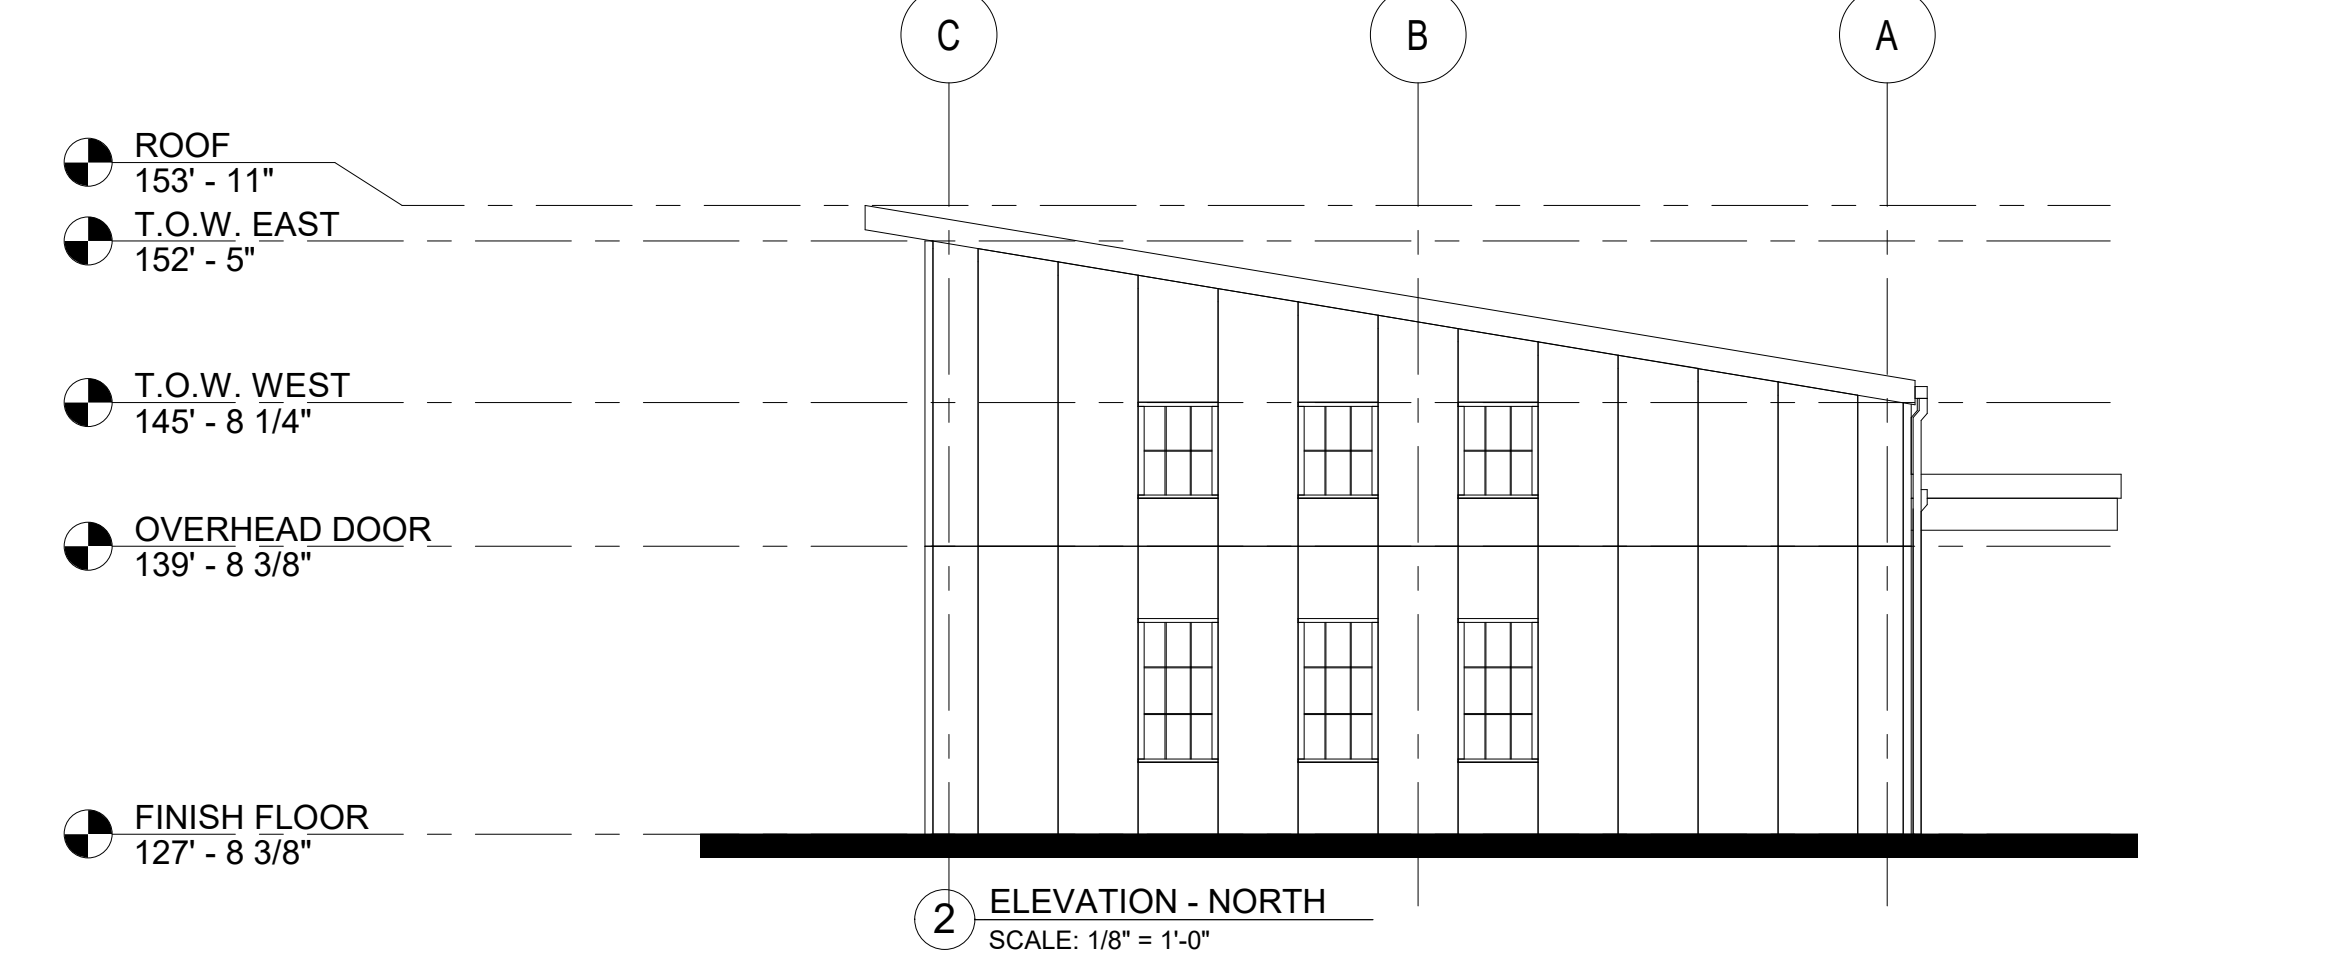 C
B
A
ROOF
153' - 11"
T.O.W. EAST
152' - 5"
T.O.W. WEST
145' - 8 1/4"
OVERHEAD DOOR
139' - 8 3/8"
FINISH FLOOR
127' - 8 3/8"
2
ELEVATION - NORTH
SCALE: 1/8" = 1'-0"